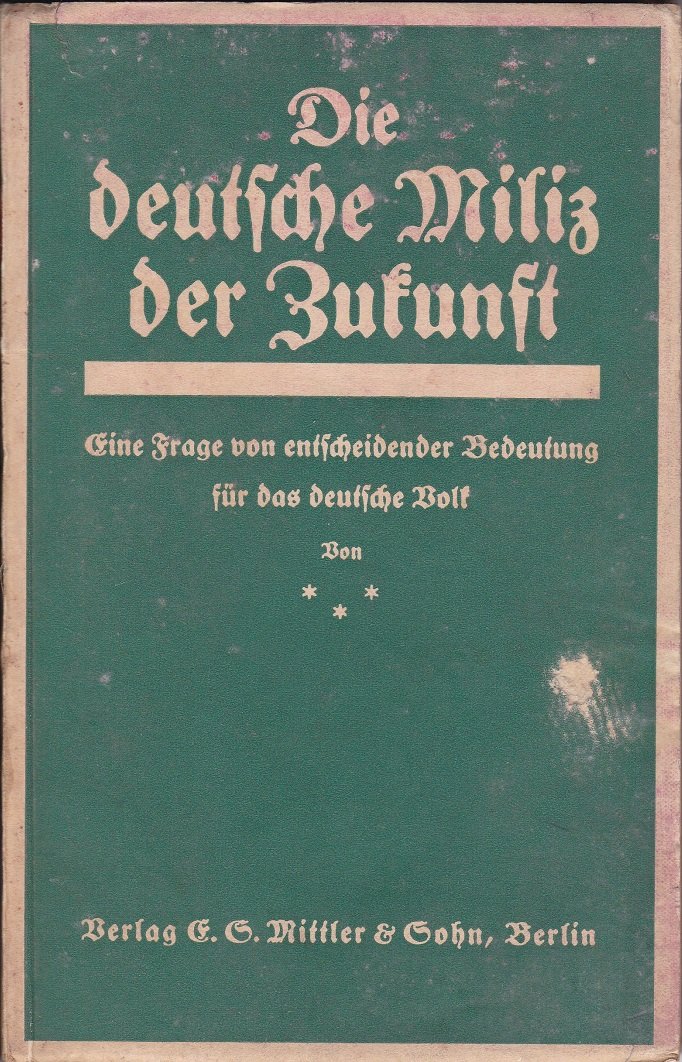 Die
deutsche Miliz
der Zukunft
Eine Frage von entscheidender Bedeutung
für das deutsche Volk
Von
* * *
Verlag E. S. Mittler & Sohn, Berlin